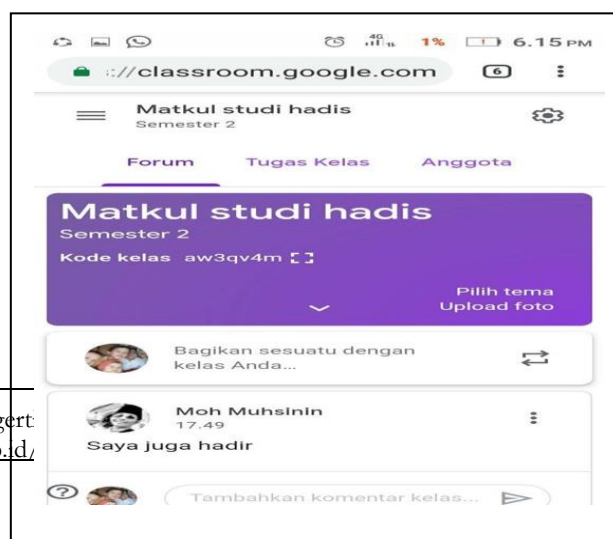 4G 1% 6.15 PM
://classroom.google.com 6
Matkul studi hadis
Semester 2
Forum Tugas Kelas Anggota
Matkul studi hadis
Semester 2
Kode kelas aw3qv4m
Pilih tema
Upload foto
Bagikan sesuatu dengan
kelas Anda...
Moh Muhsinin
17.49
Saya juga hadir
Tambahkan komentar kelas...